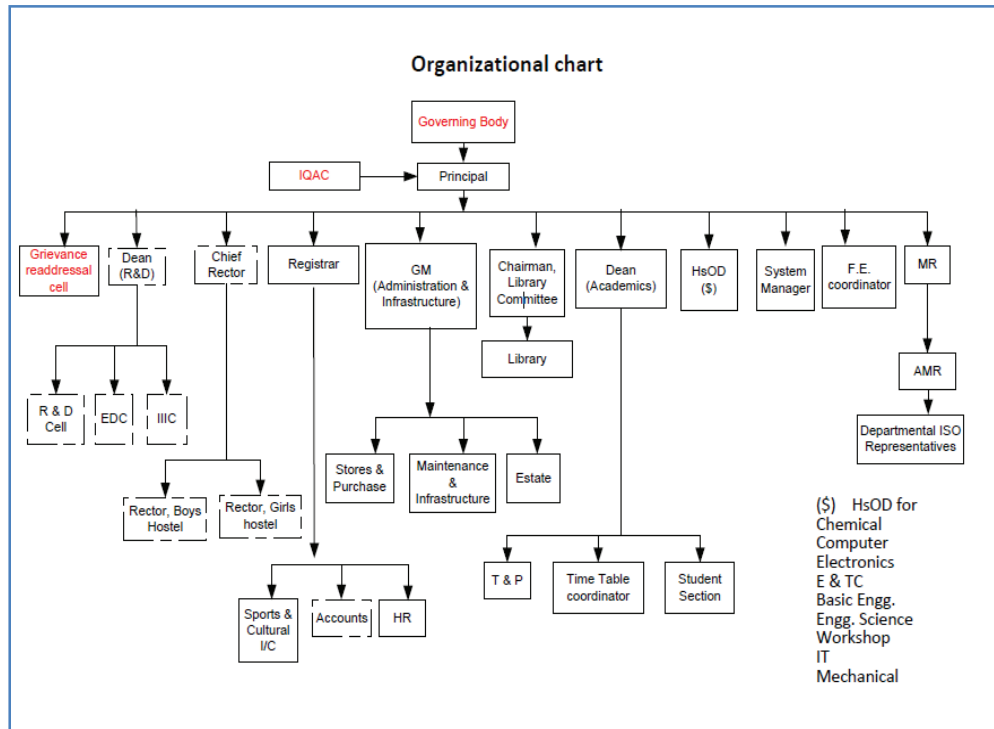 Organizational chart
Governing Body
IQAC
Principal
Grievance
readdressal
cell
Dean
(R&D)
Chief
Rector
Registrar
GM
(Administration &
Infrastructure)
Chairman,
Library
Committee
Dean
(Academics)
HsOD
($)
System
Manager
F.E.
coordinator
MR
Library
AMR
R & D
Cell
EDC
IIIC
Departmental ISO
Representatives
Stores &
Purchase
Maintenance
&
Infrastructure
Estate
Rector, Boys
Hostel
Rector, Girls
hostel
T & P
Time Table
coordinator
Student
Section
Sports &
Cultural
I/C
Accounts
HR
($) HsOD for
Chemical
Computer
Electronics
E & TC
Basic Engg.
Engg. Science
Workshop
IT
Mechanical